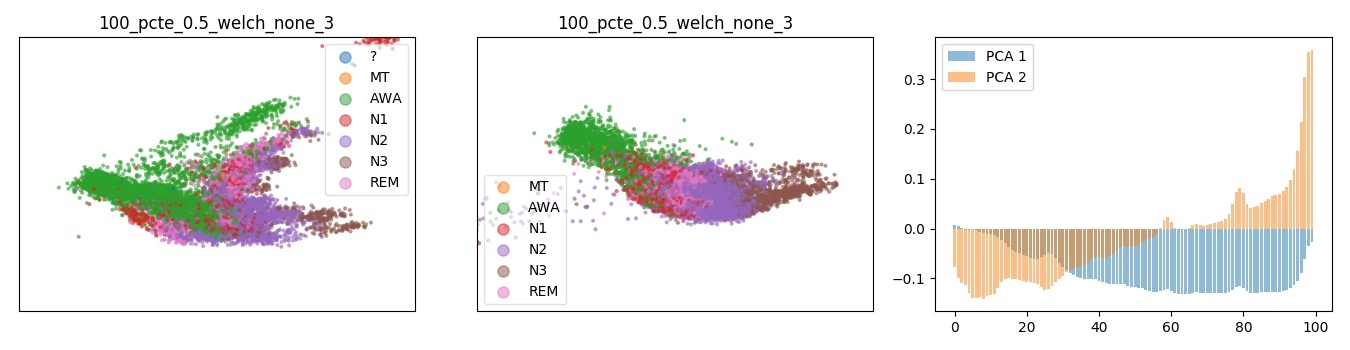 100_pcte_0.5_welch_none_3
?
MT
AWA
N1
N2
N3
REM
100_pcte_0.5_welch_none_3
MT
AWA
N1
N2
N3
REM
PCA 1
PCA 2
0.3
0.2
0.1
0.0
−0.1
0 20 40 60 80 100